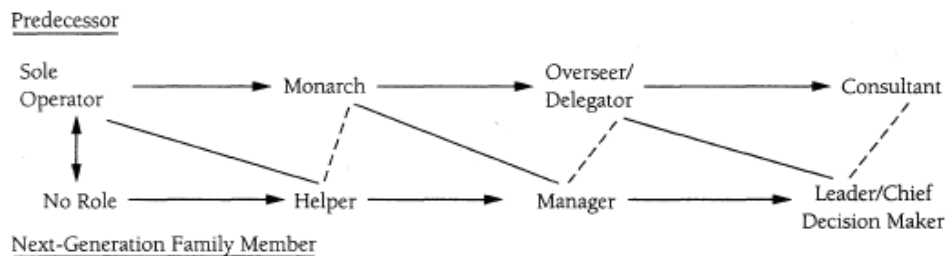 Predecessor
Sole
Operator
Monarch
Overseer/
Delegator
Consultant
No Role
Helper
Manager
Leader/Chief
Decision Maker
Next-Generation Family Member